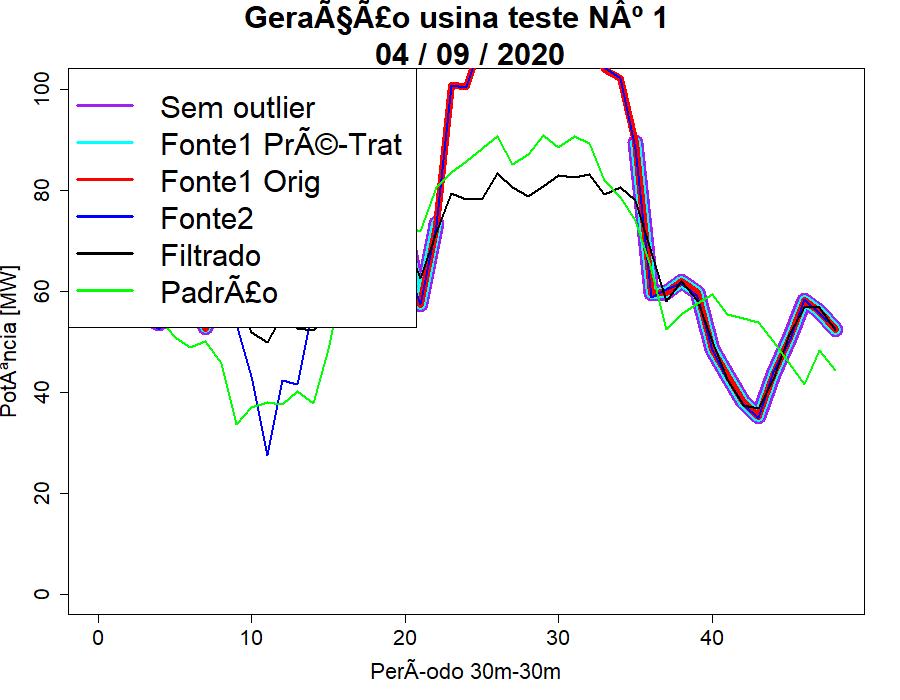 GeraÃ§Ã£o usina teste NÂº 1
04 / 09 / 2020
Sem outlier
Fonte1 PrÃ©-Trat
Fonte1 Orig
Fonte2
Filtrado
PadrÃ£o
PotÃªncia [MW]
100
80
60
40
20
0
0
10
20
30
40
PerÃ-odo 30m-30m